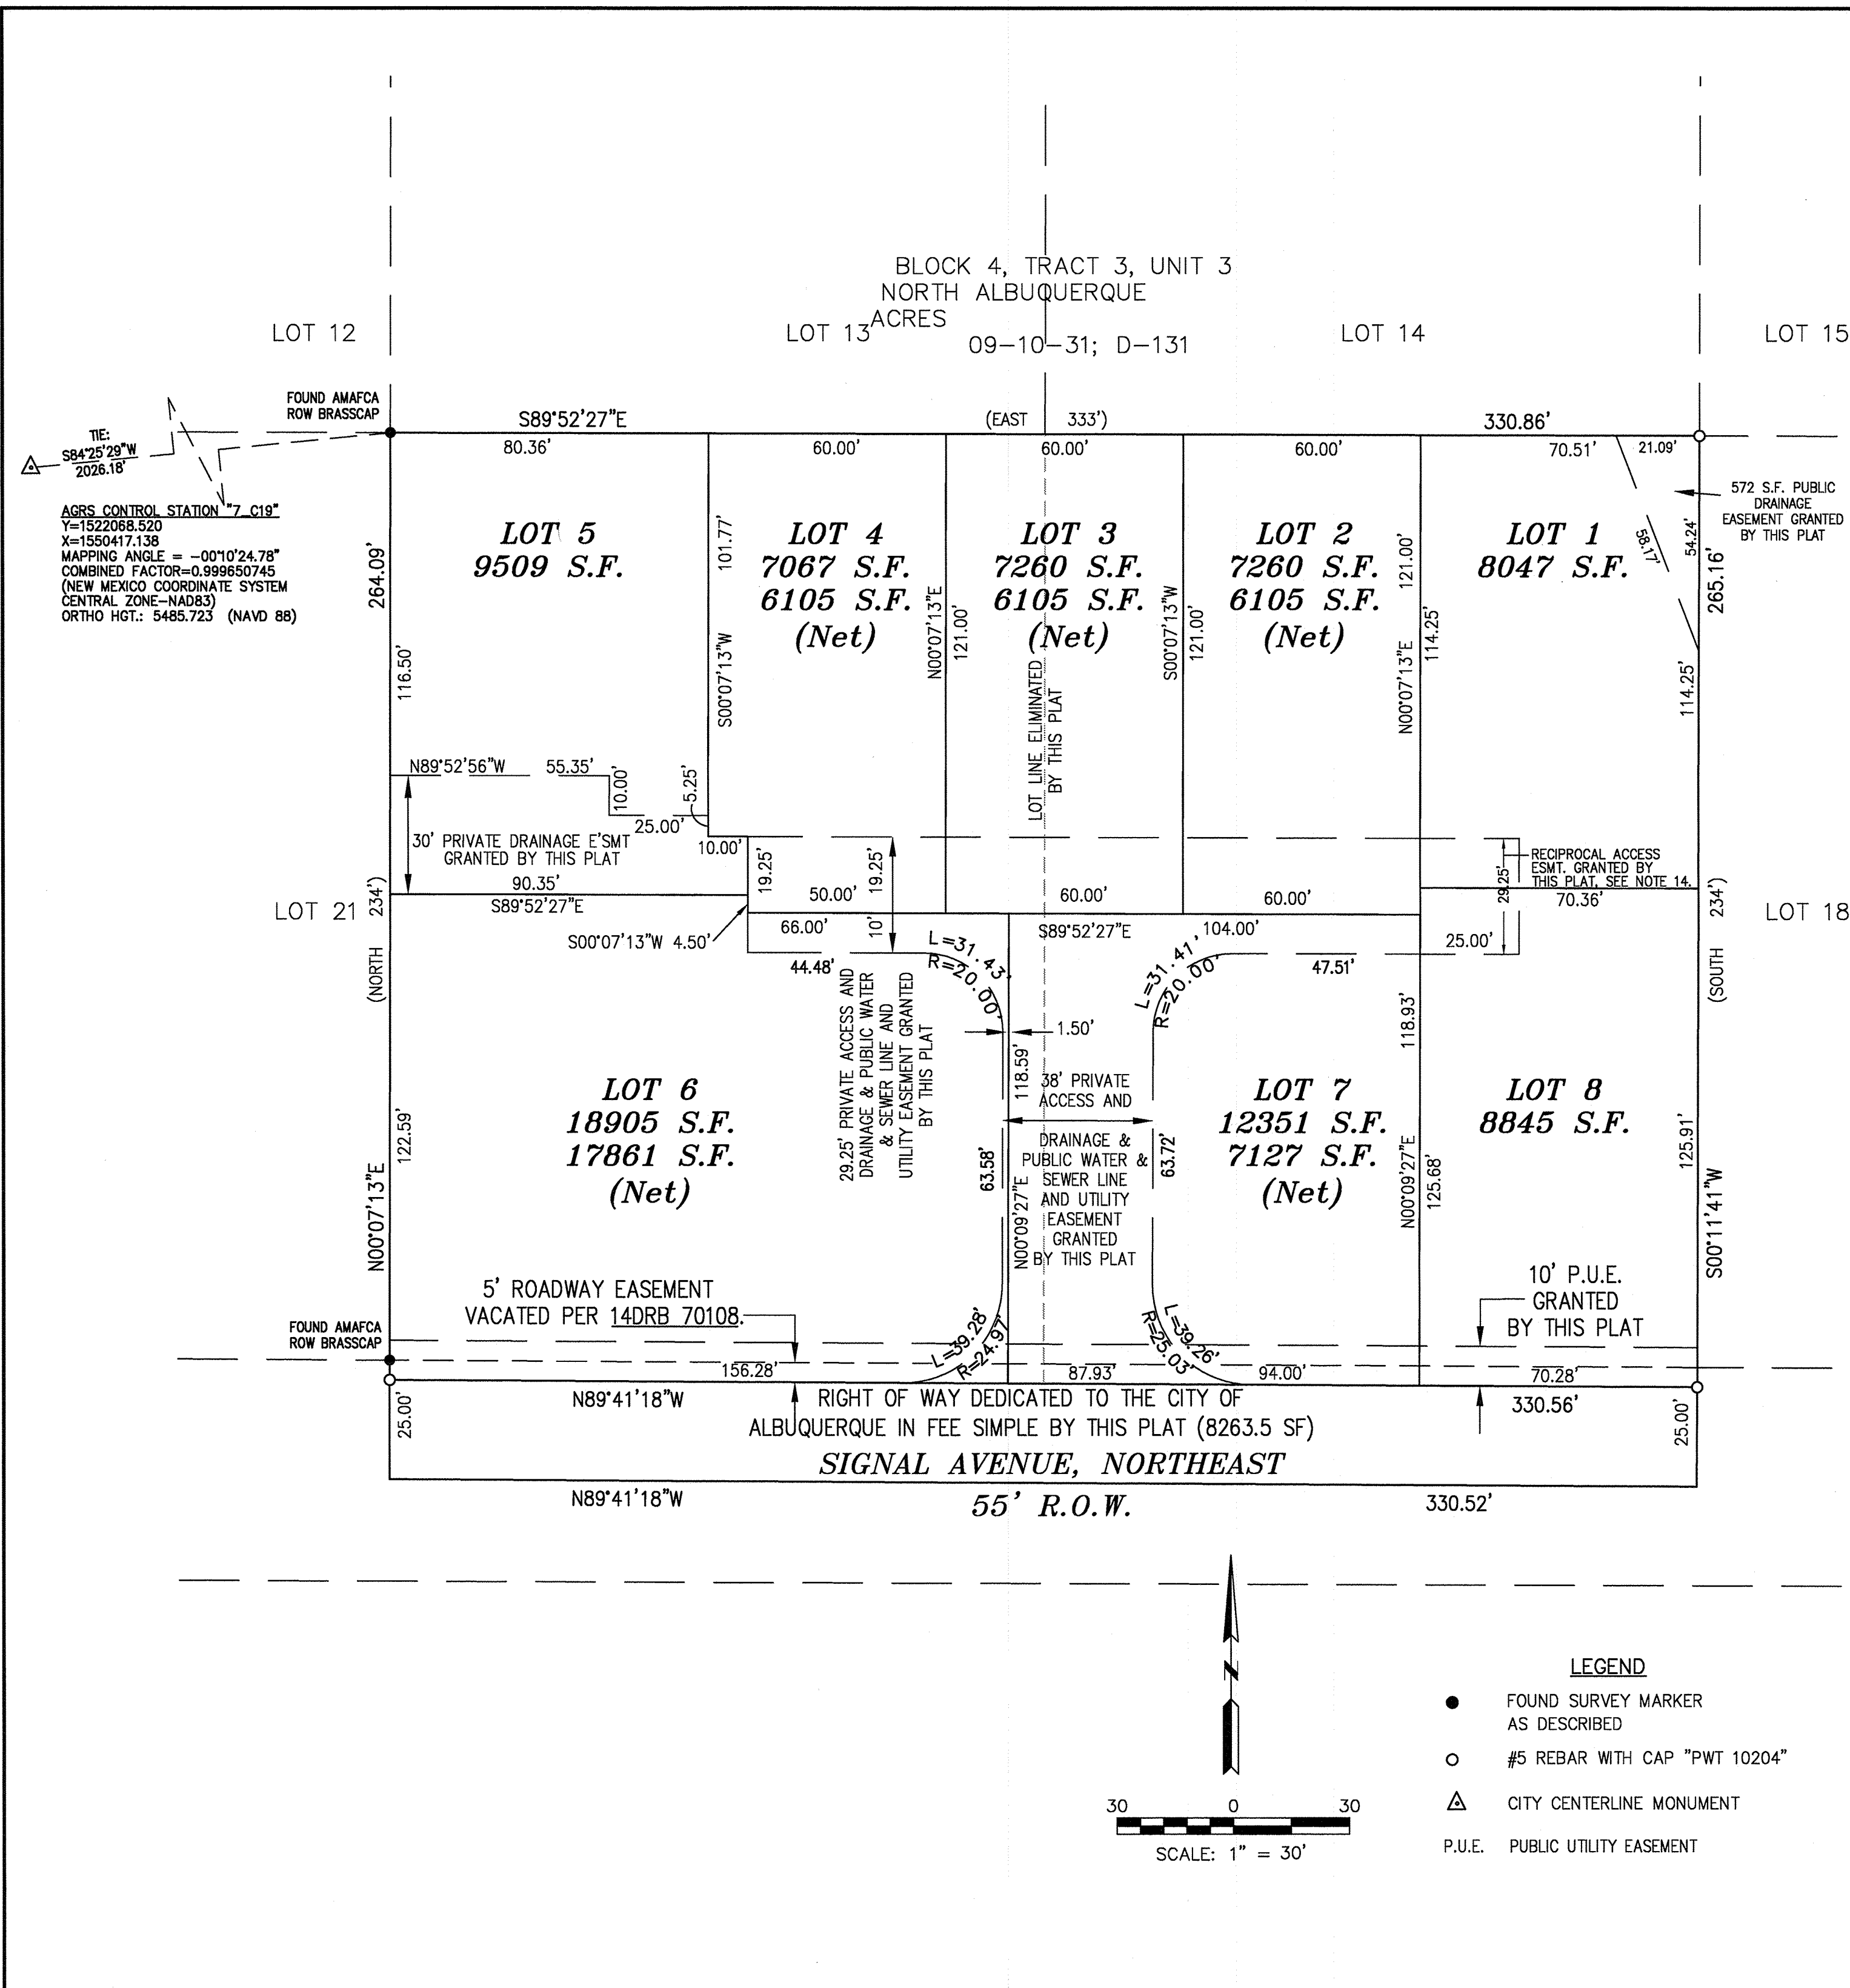 BLOCK 4, TRACT 3, UNIT 3
NORTH ALBUQUERQUE
ACRES
09-10-31; D-131
LOT 12
LOT 13
LOT 14
LOT 15
FOUND AMAFCA
ROW BRASSCAP
S89°52'27"E
(EAST 333')
330.86'
TIE:
S84°25'29"W
2026.18'
80.36'
60.00'
60.00'
60.00'
70.51'
21.09'
AGRS CONTROL STATION "7_C19"
Y=1522068.520
X=1550417.138
MAPPING ANGLE = -00°10'24.78"
COMBINED FACTOR=0.999650745
(NEW MEXICO COORDINATE SYSTEM
CENTRAL ZONE-NAD83)
ORTHO HGT.: 5485.723 (NAVD 88)
572 S.F. PUBLIC
DRAINAGE
EASEMENT GRANTED
BY THIS PLAT
264.09'
LOT 5
9509 S.F.
101.77'
LOT 4
7067 S.F.
6105 S.F.
(Net)
LOT 3
7260 S.F.
6105 S.F.
(Net)
LOT 2
7260 S.F.
6105 S.F.
(Net)
121.00'
LOT 1
8047 S.F.
58.17'
54.24'
265.16'
116.50'
S00°07'13"W
N00°07'13"E
121.00'
S00°07'13"W
121.00'
N00°07'13"E
114.25'
114.25'
LOT LINE ELIMINATED
BY THIS PLAT
N89°52'56"W
55.35'
10.00'
5.25'
25.00'
30' PRIVATE DRAINAGE E'SMT
GRANTED BY THIS PLAT
10.00'
19.25'
19.25'
29.25'
RECIPROCAL ACCESS
ESMT. GRANTED BY
THIS PLAT, SEE NOTE 14.
90.35'
S89°52'27"E
50.00'
60.00'
60.00'
70.36'
LOT 21
234')
(NORTH
234')
(SOUTH
LOT 18
S00°07'13"W 4.50'
66.00'
10'
S89°52'27"E
104.00'
25.00'
44.48'
L=31.43'
R=20.00'
L=31.41'
R=20.00'
47.51'
1.50'
118.59'
118.93'
29.25' PRIVATE ACCESS AND
DRAINAGE & PUBLIC WATER
& SEWER LINE AND
UTILITY EASEMENT GRANTED
BY THIS PLAT
38' PRIVATE
ACCESS AND
DRAINAGE &
PUBLIC WATER &
SEWER LINE
AND UTILITY
EASEMENT
GRANTED
BY THIS PLAT
LOT 6
18905 S.F.
17861 S.F.
(Net)
LOT 7
12351 S.F.
7127 S.F.
(Net)
LOT 8
8845 S.F.
122.59'
N00°07'13"E
63.58'
N00°09'27"E
63.72'
N00°09'27"E
125.68'
125.91'
S00°11'41"W
5' ROADWAY EASEMENT
VACATED PER 14DRB 70108.
10' P.U.E.
GRANTED
BY THIS PLAT
FOUND AMAFCA
ROW BRASSCAP
L=39.28'
R=24.97'
L=39.26'
R=25.03'
156.28'
87.93'
94.00'
70.28'
25.00'
N89°41'18"W
RIGHT OF WAY DEDICATED TO THE CITY OF
ALBUQUERQUE IN FEE SIMPLE BY THIS PLAT (8263.5 SF)
330.56'
25.00'
SIGNAL AVENUE, NORTHEAST
N89°41'18"W
55' R.O.W.
330.52'
N
LEGEND
FOUND SURVEY MARKER
AS DESCRIBED
#5 REBAR WITH CAP "PWT 10204"
CITY CENTERLINE MONUMENT
P.U.E. PUBLIC UTILITY EASEMENT
30 0 30
SCALE: 1" = 30'